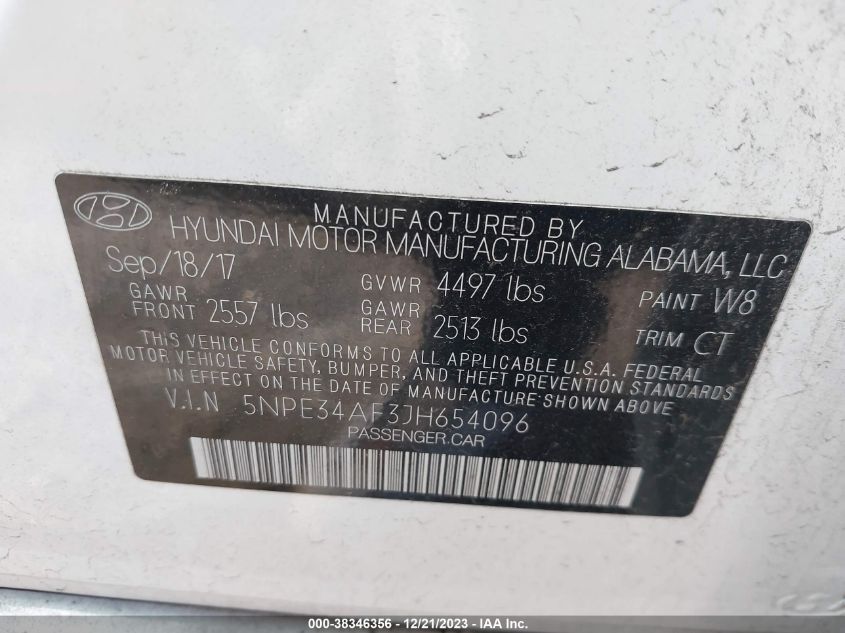 MANUFACTURED BY
HYUNDAI MOTOR MANUFACTURING ALABAMA, LLC
Sep/18/17 GVWR 4497 lbs PAINT W8
GAWR FRONT 2557 lbs GAWR REAR 2513 lbs TRIM CT
THIS VEHICLE CONFORMS TO ALL APPLICABLE U.S.A. FEDERAL
MOTOR VEHICLE SAFETY, BUMPER, AND THEFT PREVENTION STANDARDS
IN EFFECT ON THE DATE OF MANUFACTURE SHOWN ABOVE
V.I.N 5NPE34AF3JH654096
PASSENGER CAR
000-38346356 - 12/21/2023 - IAA Inc.